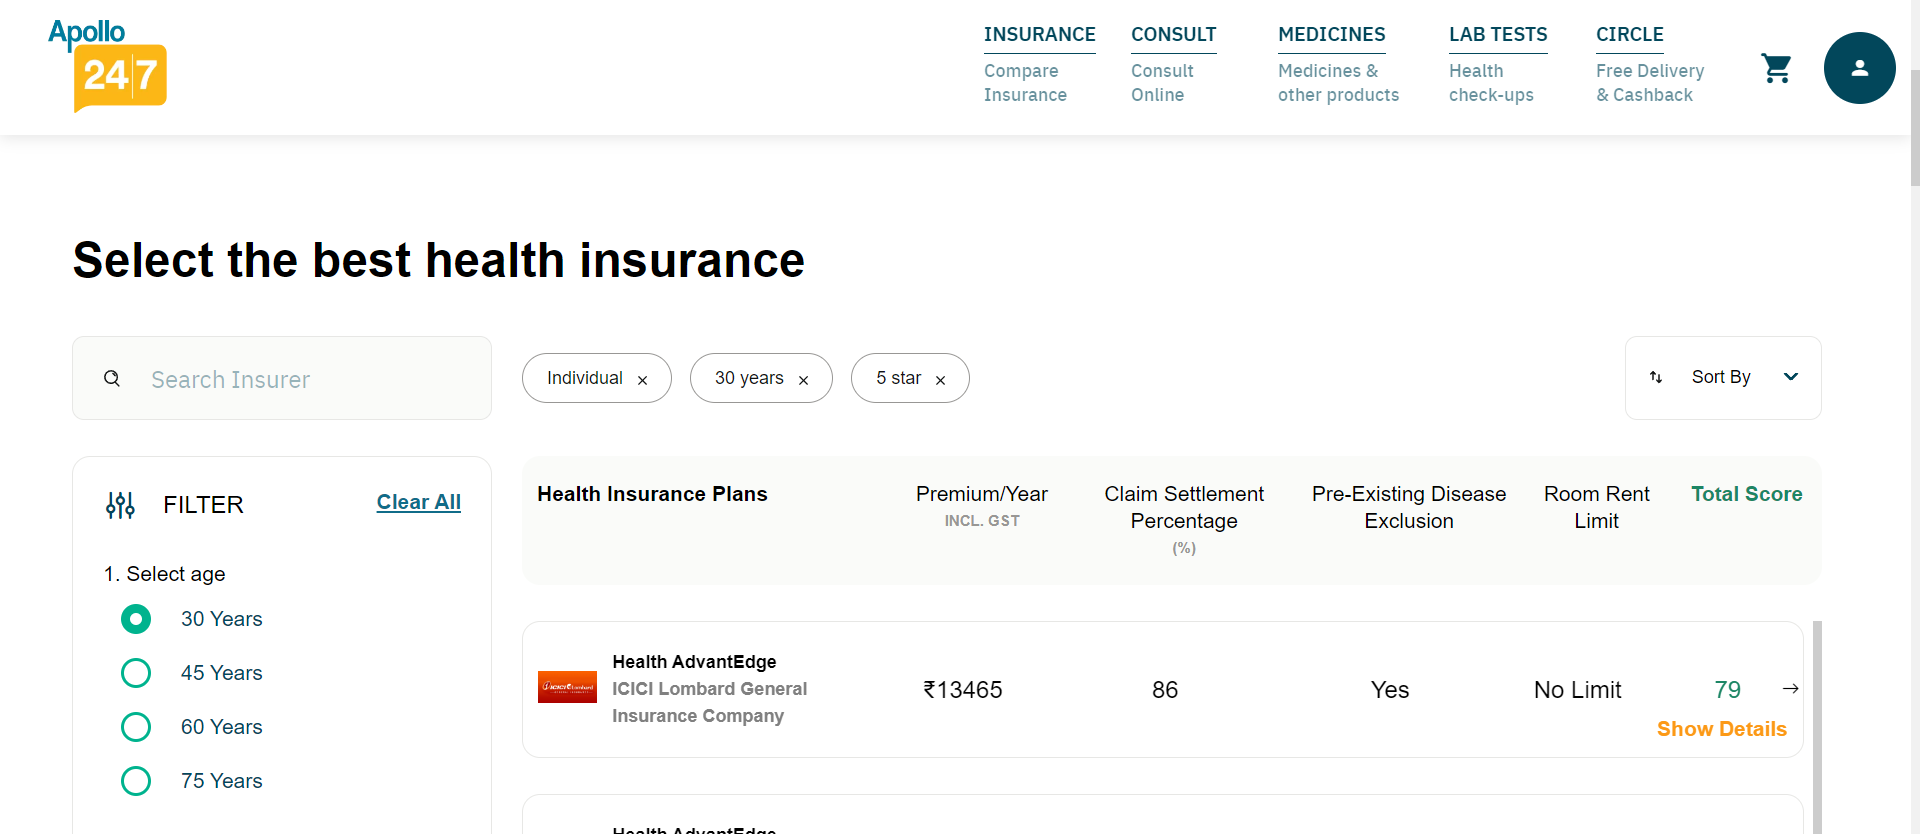 Apollo
24|7
INSURANCE
Compare
Insurance
CONSULT
Consult
Online
MEDICINES
Medicines &
other products
LAB TESTS
Health
check-ups
CIRCLE
Free Delivery
& Cashback
Select the best health insurance
Search Insurer
Individual ×
30 years ×
5 star ×
Sort By
FILTER
Clear All
1. Select age
30 Years
45 Years
60 Years
75 Years
Health Insurance Plans
Premium/Year
INCL. GST
Claim Settlement
Percentage
(%)
Pre-Existing Disease
Exclusion
Room Rent
Limit
Total Score
ICICI Lombard
Health AdvantEdge
ICICI Lombard General
Insurance Company
₹13465
86
Yes
No Limit
79
Show Details
Health AdvantEdge